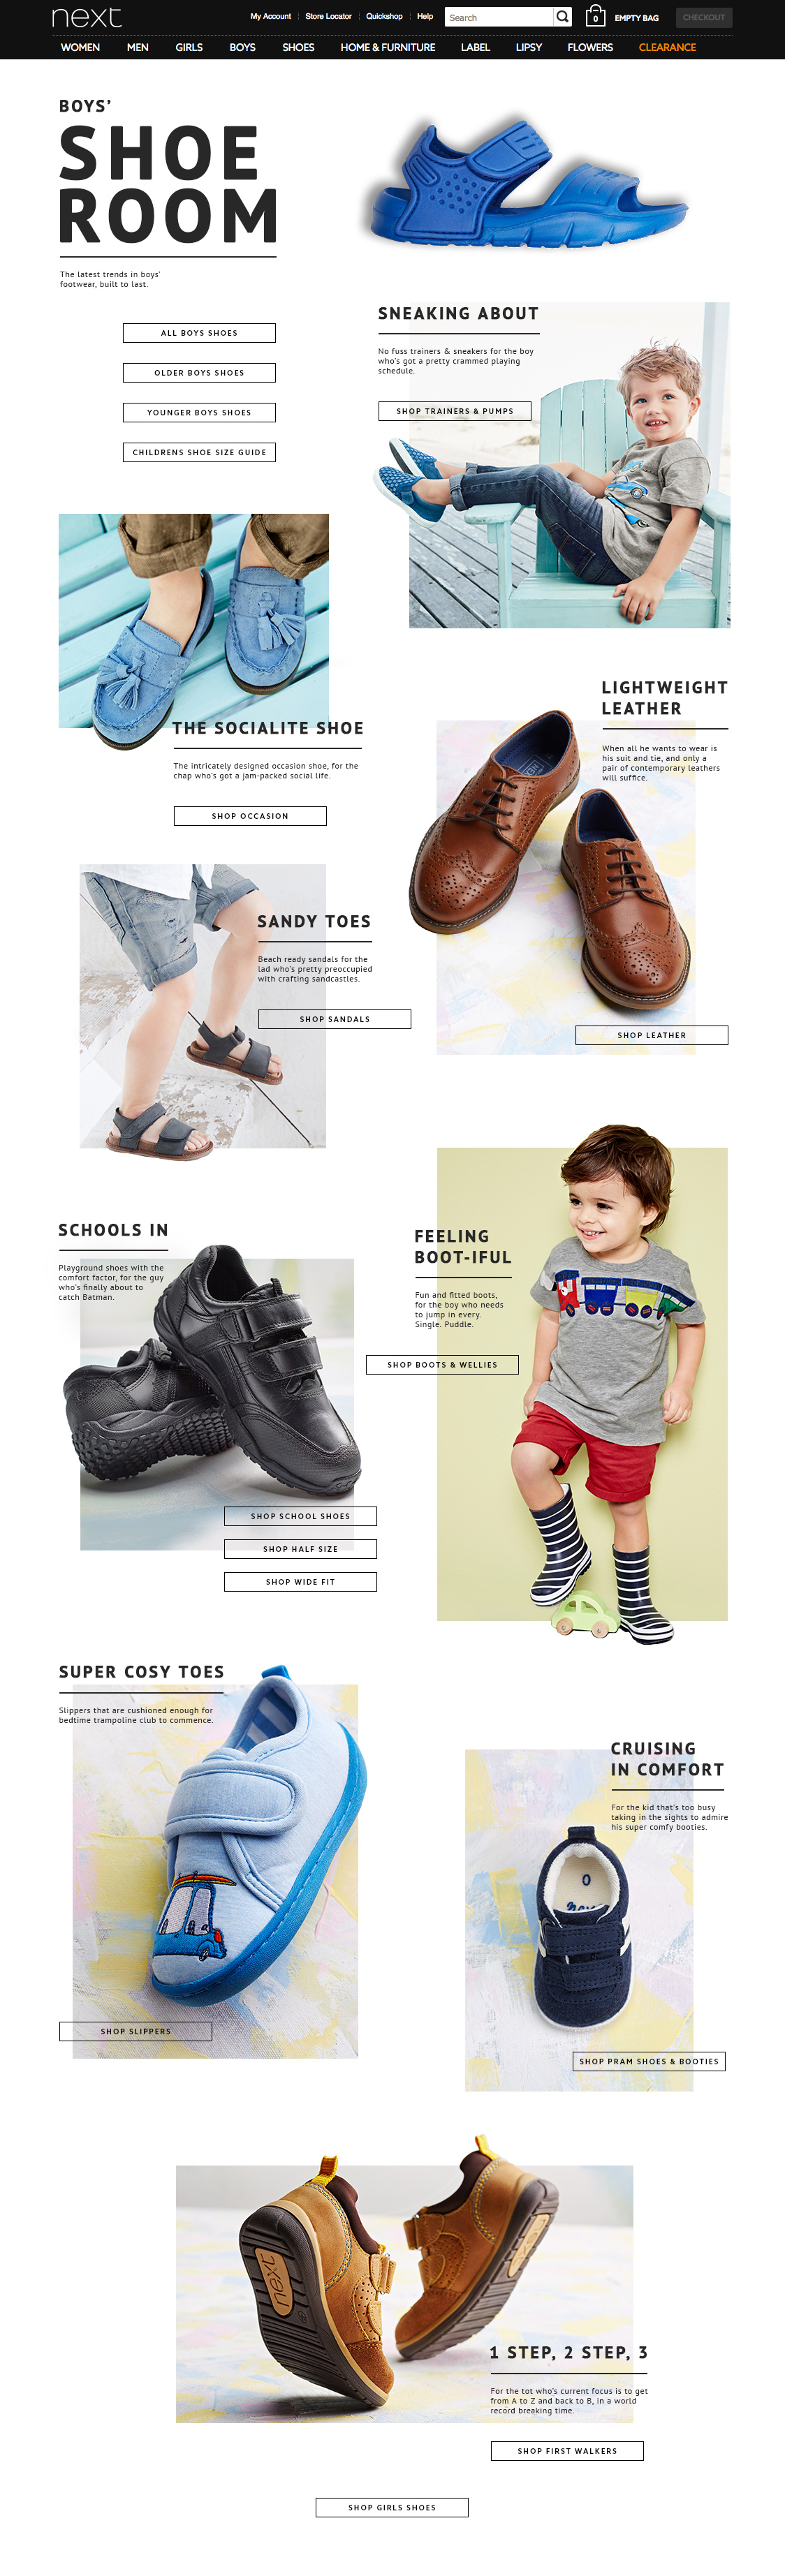 next
My Account
Store Locator
Quickshop
Help
Search
0
EMPTY BAG
CHECKOUT
WOMEN
MEN
GIRLS
BOYS
SHOES
HOME & FURNITURE
LABEL
LIPSY
FLOWERS
CLEARANCE
BOYS’
SHOE
ROOM
The latest trends in boys'
footwear, built to last.
ALL BOYS SHOES
OLDER BOYS SHOES
YOUNGER BOYS SHOES
CHILDRENS SHOE SIZE GUIDE
SNEAKING ABOUT
No fuss trainers & sneakers for the boy
who's got a pretty crammed playing
schedule.
SHOP TRAINERS & PUMPS
THE SOCIALITE SHOE
The intricately designed occasion shoe, for the
chap who's got a jam-packed social life.
SHOP OCCASION
LIGHTWEIGHT
LEATHER
When all he wants to wear is
his suit and tie, and only a
pair of contemporary leathers
will suffice.
SHOP LEATHER
SANDY TOES
Beach ready sandals for the
lad who's pretty preoccupied
with crafting sandcastles.
SHOP SANDALS
SCHOOLS IN
Playground shoes with the
comfort factor, for the guy
who's finally about to
catch Batman.
SHOP SCHOOL SHOES
SHOP HALF SIZE
SHOP WIDE FIT
FEELING
BOOT-IFUL
Fun and fitted boots,
for the boy who needs
to jump in every.
Single. Puddle.
SHOP BOOTS & WELLIES
SUPER COSY TOES
Slippers that are cushioned enough for
bedtime trampoline club to commence.
SHOP SLIPPERS
CRUISING
IN COMFORT
For the kid that's too busy
taking in the sights to admire
his super comfy booties.
0
SHOP PRAM SHOES & BOOTIES
next
1 STEP, 2 STEP, 3
For the tot who's current focus is to get
from A to Z and back to B, in a world
record breaking time.
SHOP FIRST WALKERS
SHOP GIRLS SHOES